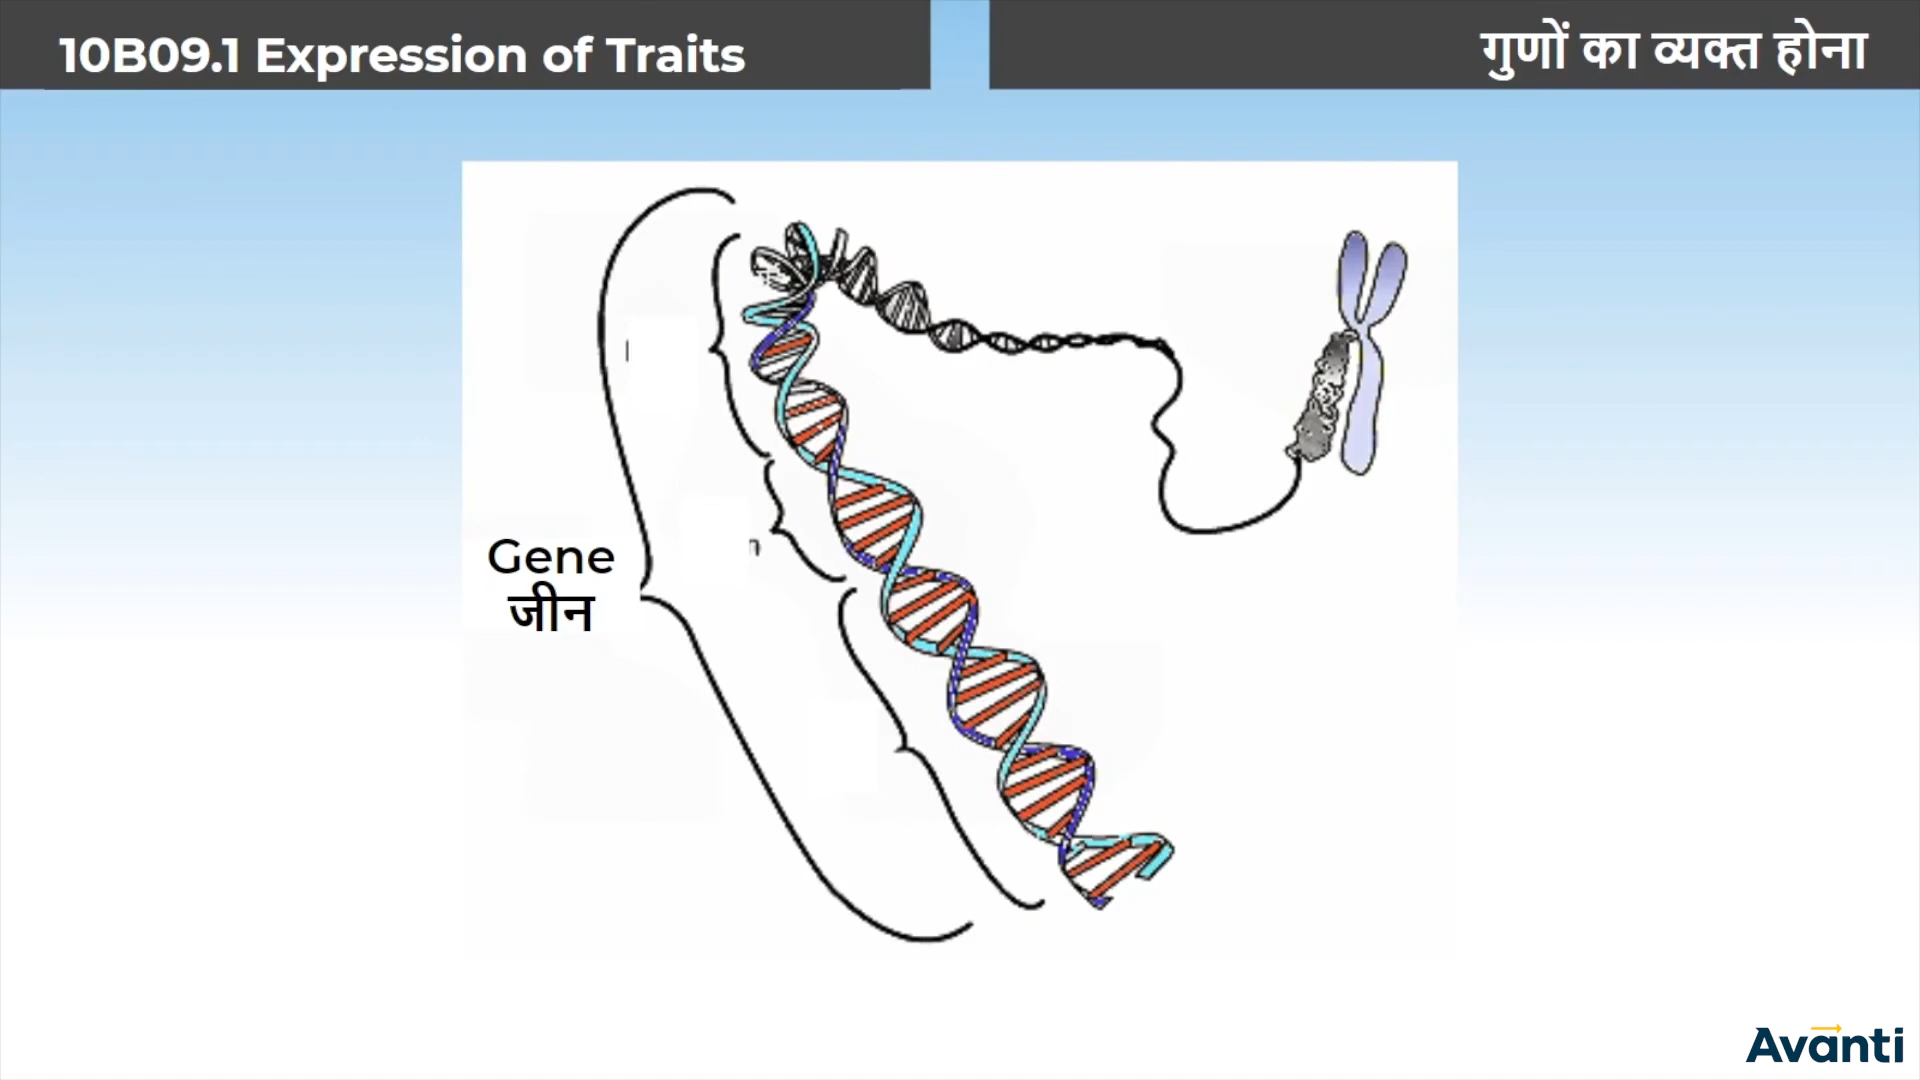 10B09.1 Expression of Traits
गुणों का व्यक्त होना
Gene
जीन
Avanti